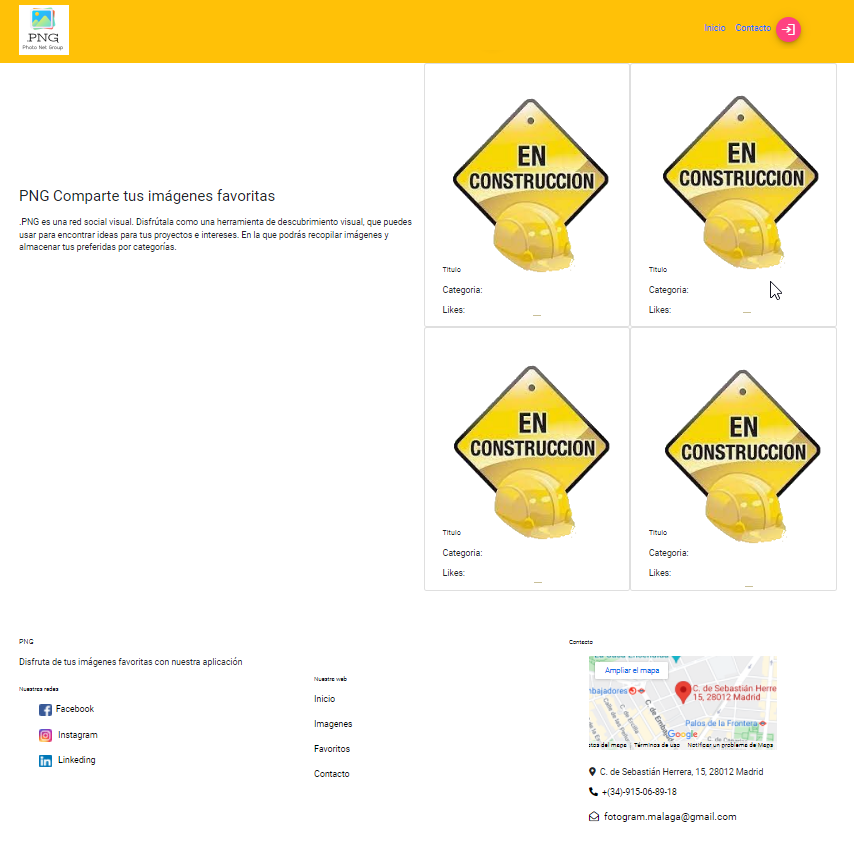 PNG
Photo Net Group
Inicio
Contacto
PNG Comparte tus imágenes favoritas
.PNG es una red social visual. Disfrútala como una herramienta de descubrimiento visual, que puedes
usar para encontrar ideas para tus proyectos e intereses. En la que podrás recopilar imágenes y
almacenar tus preferidas por categorías.
EN
CONSTRUCCION
Titulo
Categoria:
Likes:
EN
CONSTRUCCION
Titulo
Categoria:
Likes:
EN
CONSTRUCCION
Titulo
Categoria:
Likes:
EN
CONSTRUCCION
Titulo
Categoria:
Likes:
PNG
Disfruta de tus imágenes favoritas con nuestra aplicación
Nuestras redes
Facebook
Instagram
Linkeding
Nuestra web
Inicio
Imagenes
Favoritos
Contacto
Contacto
Ampliar el mapa
C. de Sebastián Herre
15, 28012 Madrid
mbajadores
C. de Ercilla
C. de Emb
Palos de la Frontera
Google
tos del mapa
Términos de uso
Notificar un problema de Maps
C. de Sebastián Herrera, 15, 28012 Madrid
+(34)-915-06-89-18
fotogram.malaga@gmail.com